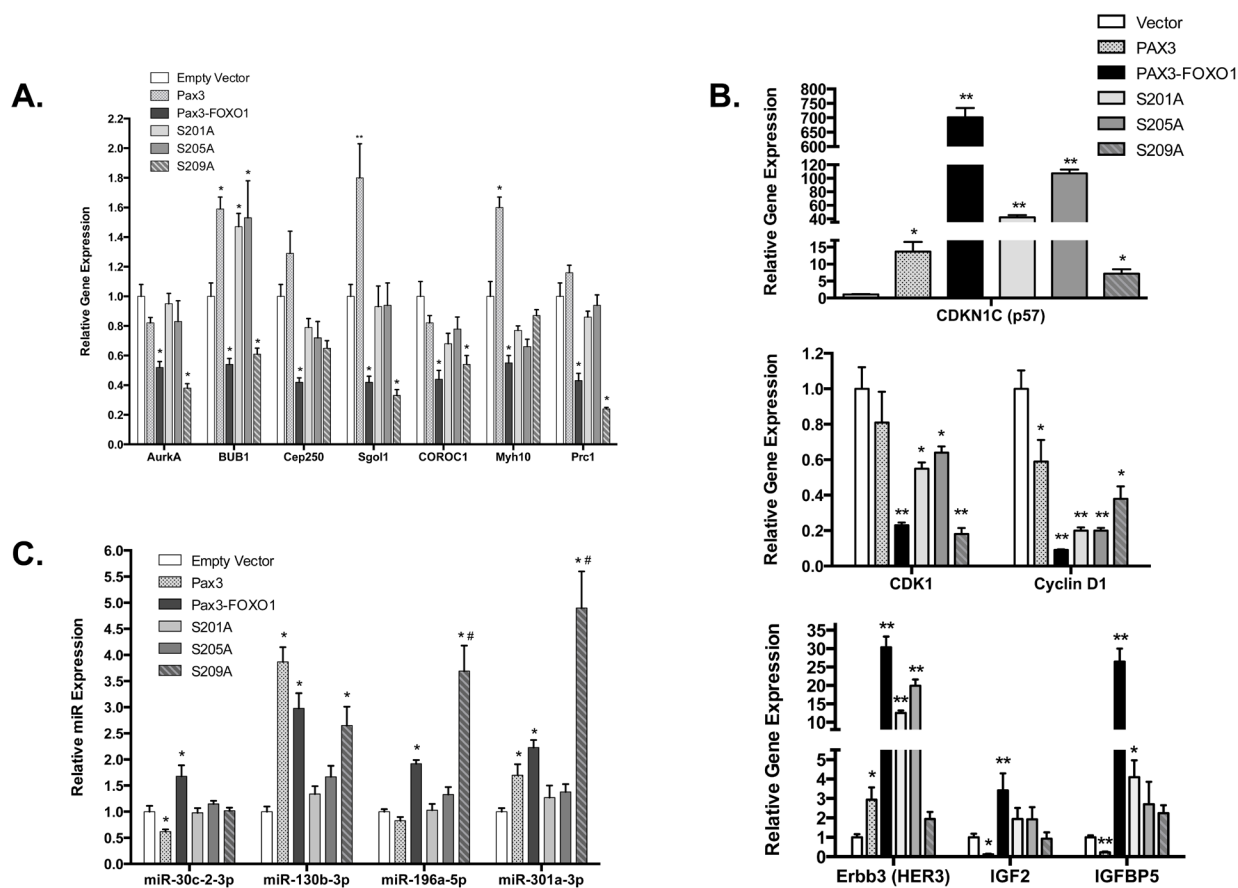 A.
Empty Vector
Pax3
Pax3-FOXO1
S201A
S205A
S209A
Relative Gene Expression
2.2
2.0
1.8
1.6
1.4
1.2
1.0
0.8
0.6
0.4
0.2
0.0
* * * * * * * ** * * * * * * * *
AurkA BUB1 Cep250 Sgol1 COROC1 Myh10 Prc1
B.
Vector
PAX3
PAX3-FOXO1
S201A
S205A
S209A
Relative Gene Expression
800
750
700
650
600
120
100
80
60
40
20
15
10
5
0
* ** ** ** *
CDKN1C (p57)
Relative Gene Expression
1.2
1.0
0.8
0.6
0.4
0.2
0.0
** * * ** * ** ** ** *
CDK1 Cyclin D1
Relative Gene Expression
35
30
25
20
15
10
5
4
3
2
1
0
* ** ** ** * ** ** ** *
Erbb3 (HER3) IGF2 IGFBP5
C.
Empty Vector
Pax3
Pax3-FOXO1
S201A
S205A
S209A
Relative miR Expression
6.0
5.5
5.0
4.5
4.0
3.5
3.0
2.5
2.0
1.5
1.0
0.5
0.0
* * * * * * * # * * * #
miR-30c-2-3p miR-130b-3p miR-196a-5p miR-301a-3p